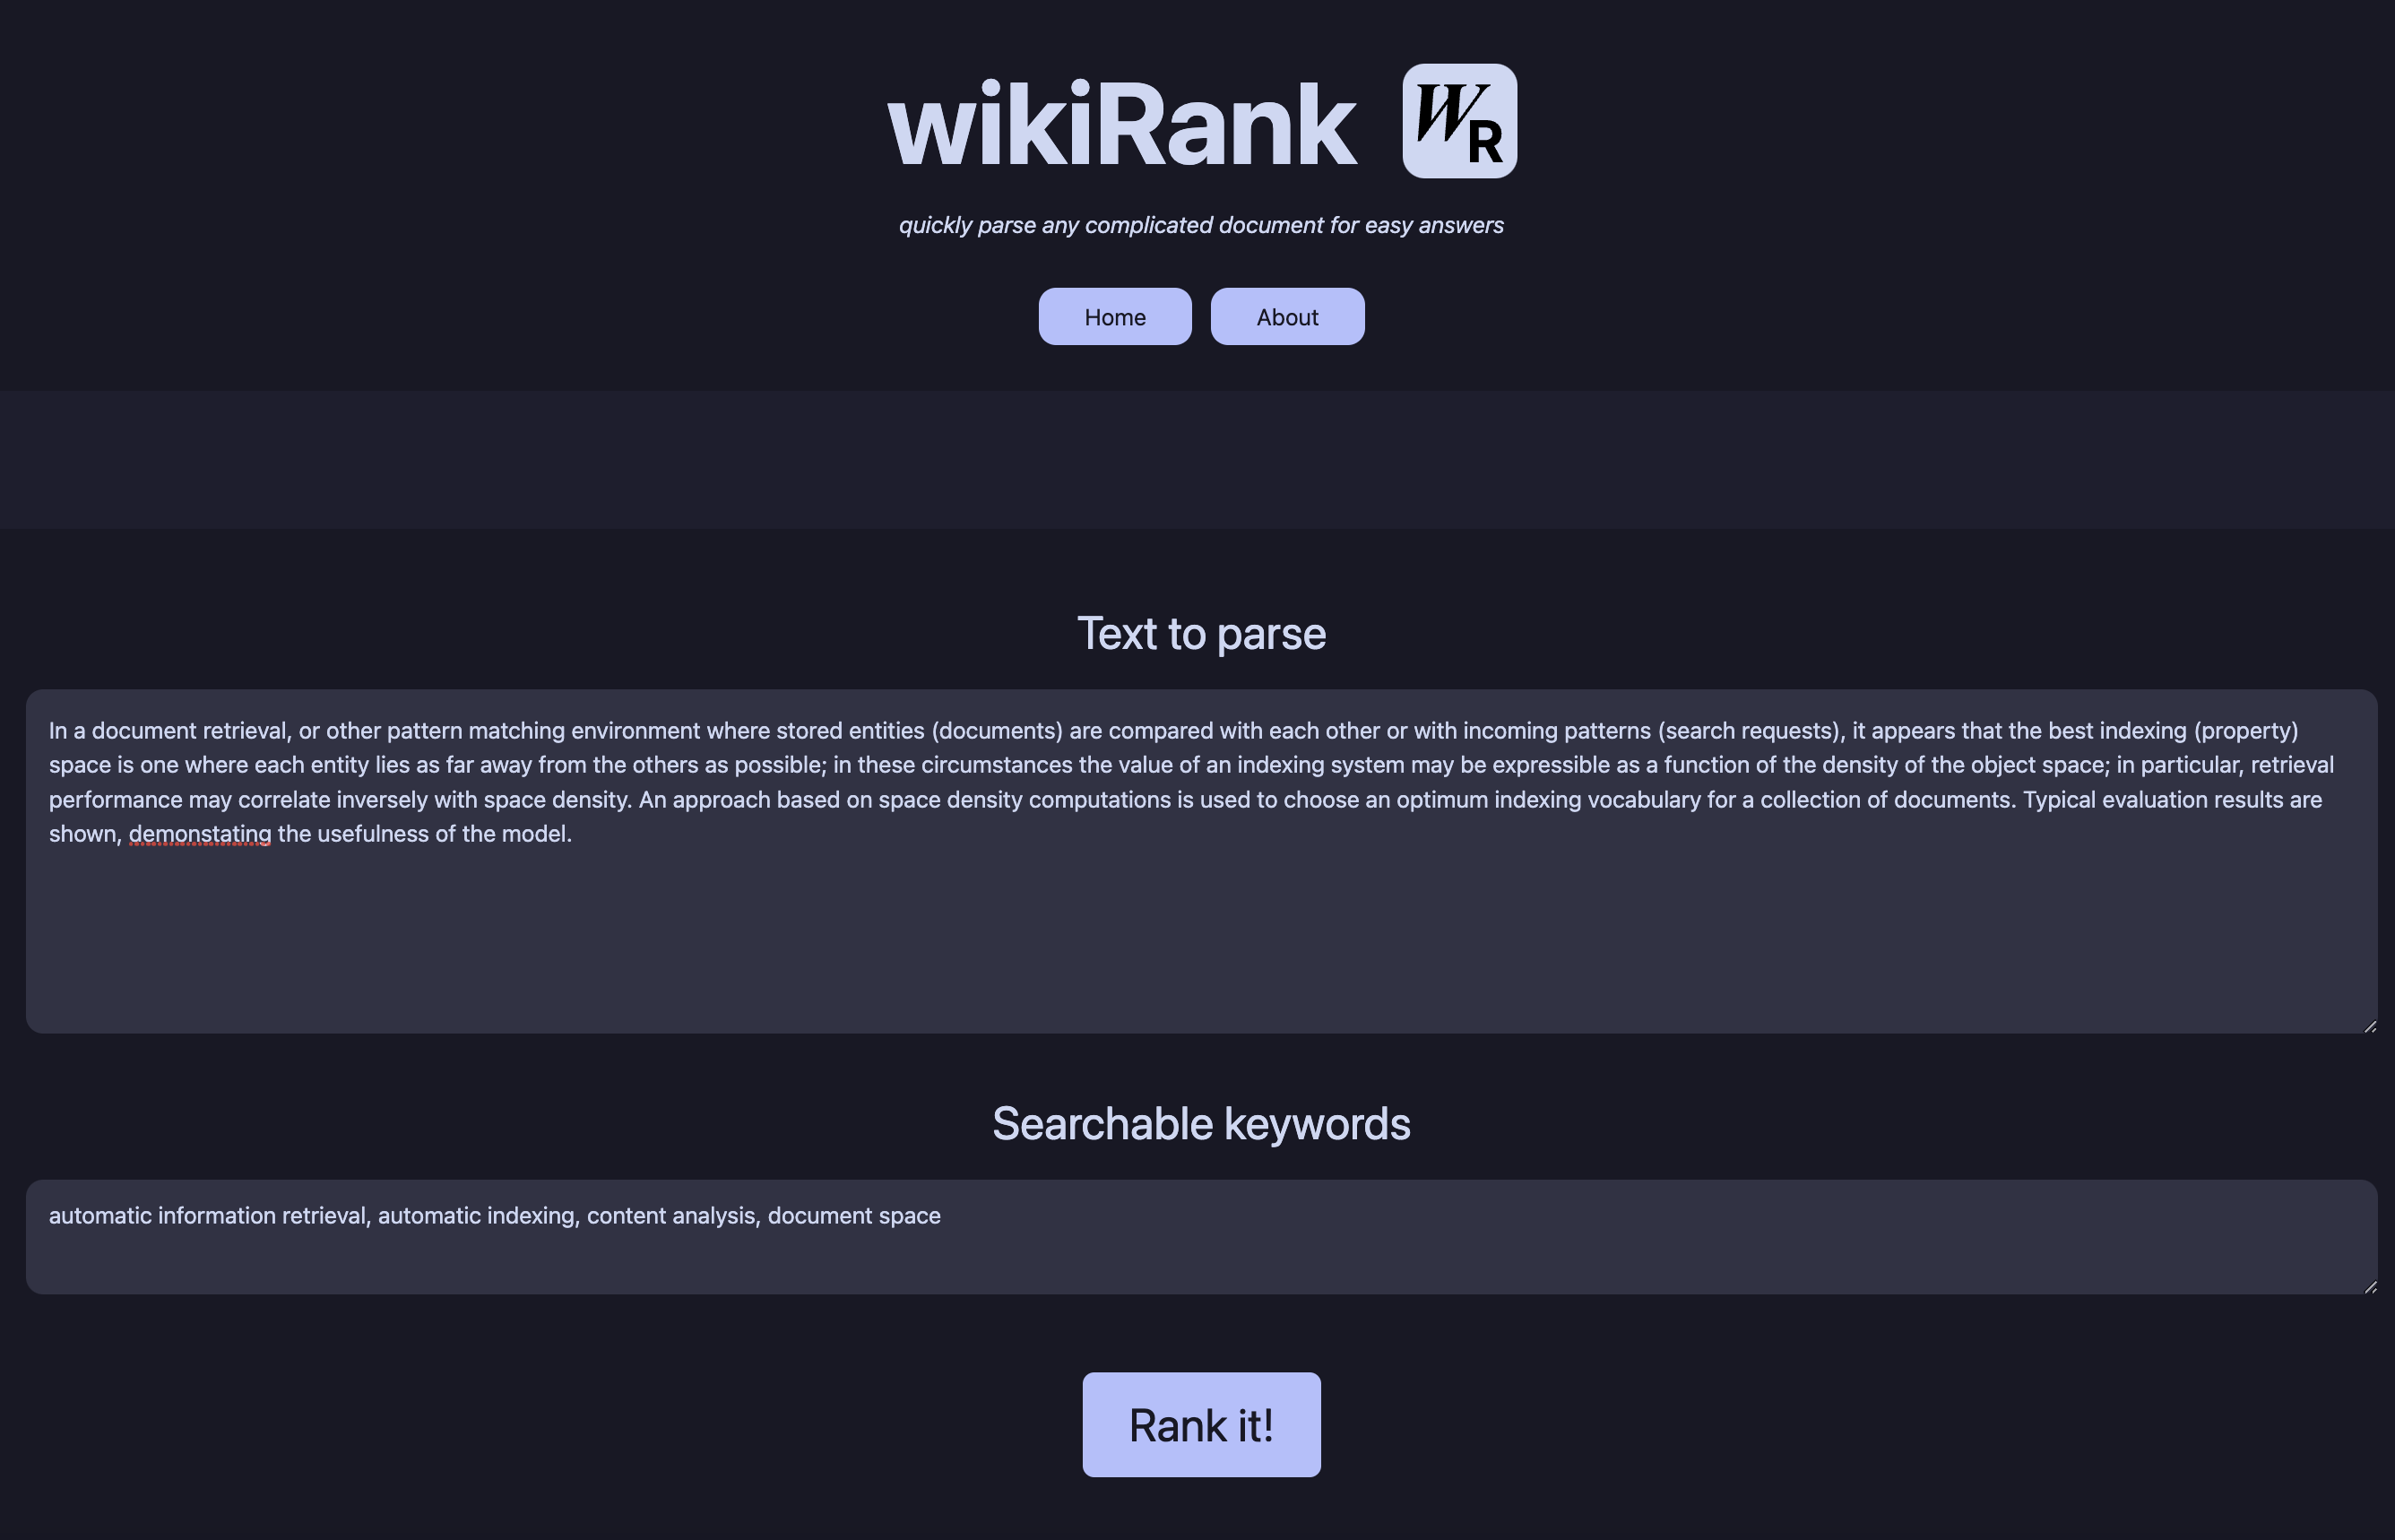 wikiRank
WR
quickly parse any complicated document for easy answers
Home
About
Text to parse
In a document retrieval, or other pattern matching environment where stored entities (documents) are compared with each other or with incoming patterns (search requests), it appears that the best indexing (property)
space is one where each entity lies as far away from the others as possible; in these circumstances the value of an indexing system may be expressible as a function of the density of the object space; in particular, retrieval
performance may correlate inversely with space density. An approach based on space density computations is used to choose an optimum indexing vocabulary for a collection of documents. Typical evaluation results are
shown, demonstating the usefulness of the model.
Searchable keywords
automatic information retrieval, automatic indexing, content analysis, document space
Rank it!